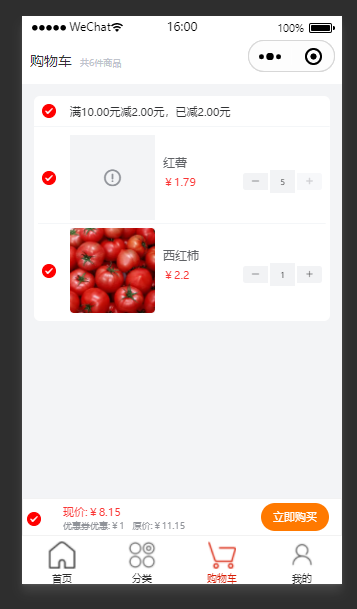 WeChat 16:00 100%
购物车 共6件商品
满10.00元减2.00元，已减2.00元
红薯
￥1.79
5
西红柿
￥2.2
1
现价:￥8.15
优惠券优惠:￥1 原价:￥11.15
立即购买
首页 分类 购物车 我的